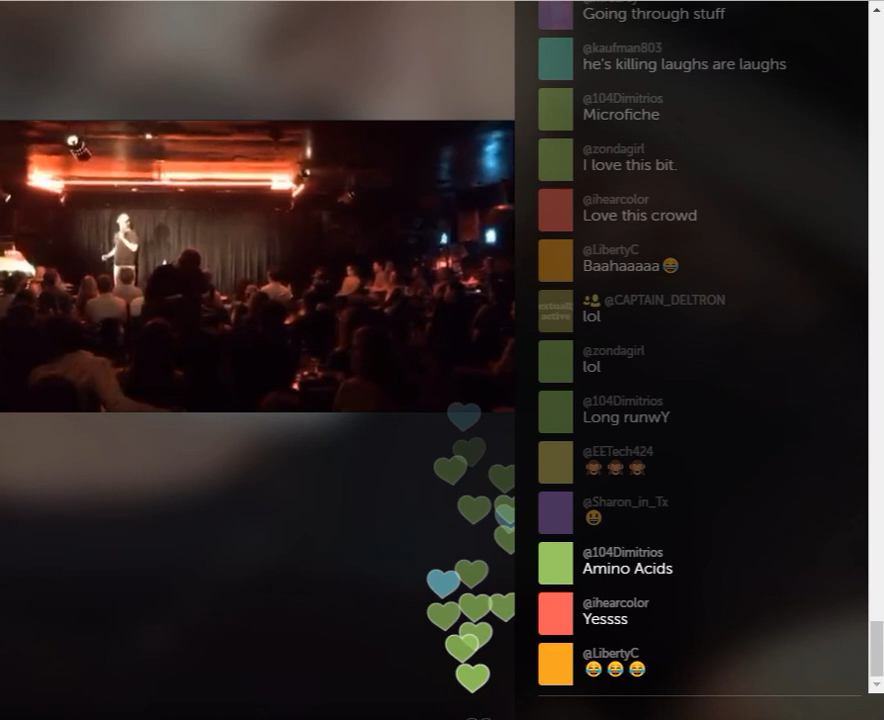 Going through stuff
@kaufman803
he's killing laughs are laughs
@104Dimitrios
Microfiche
@zondagirl
I love this bit.
@ihearcolor
Love this crowd
@LibertyC
Baahaaaaa😂
@CAPTAIN_DELTRON
lol
@zondagirl
lol
@104Dimitrios
Long runwY
@EETech424
@Sharon_in_Tx
@104Dimitrios
Amino Acids
@ihearcolor
Yessss
@LibertyC
😂 😂 😂